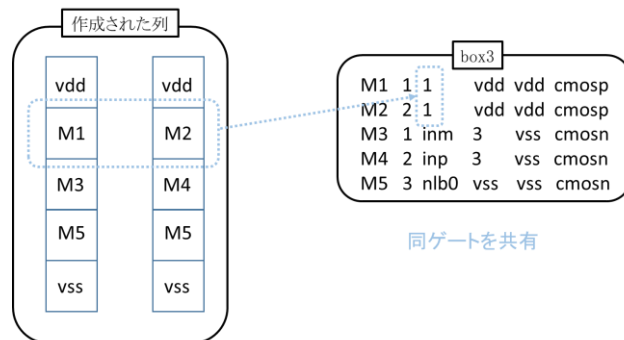 作成された列
vdd vdd
M1 M2
M3 M4
M5 M5
vss vss
box3
M1 1 1 vdd vdd cmosp
M2 2 1 vdd vdd cmosp
M3 1 inm 3 vss cmosn
M4 2 inp 3 vss cmosn
M5 3 nlb0 vss vss cmosn
同ゲートを共有